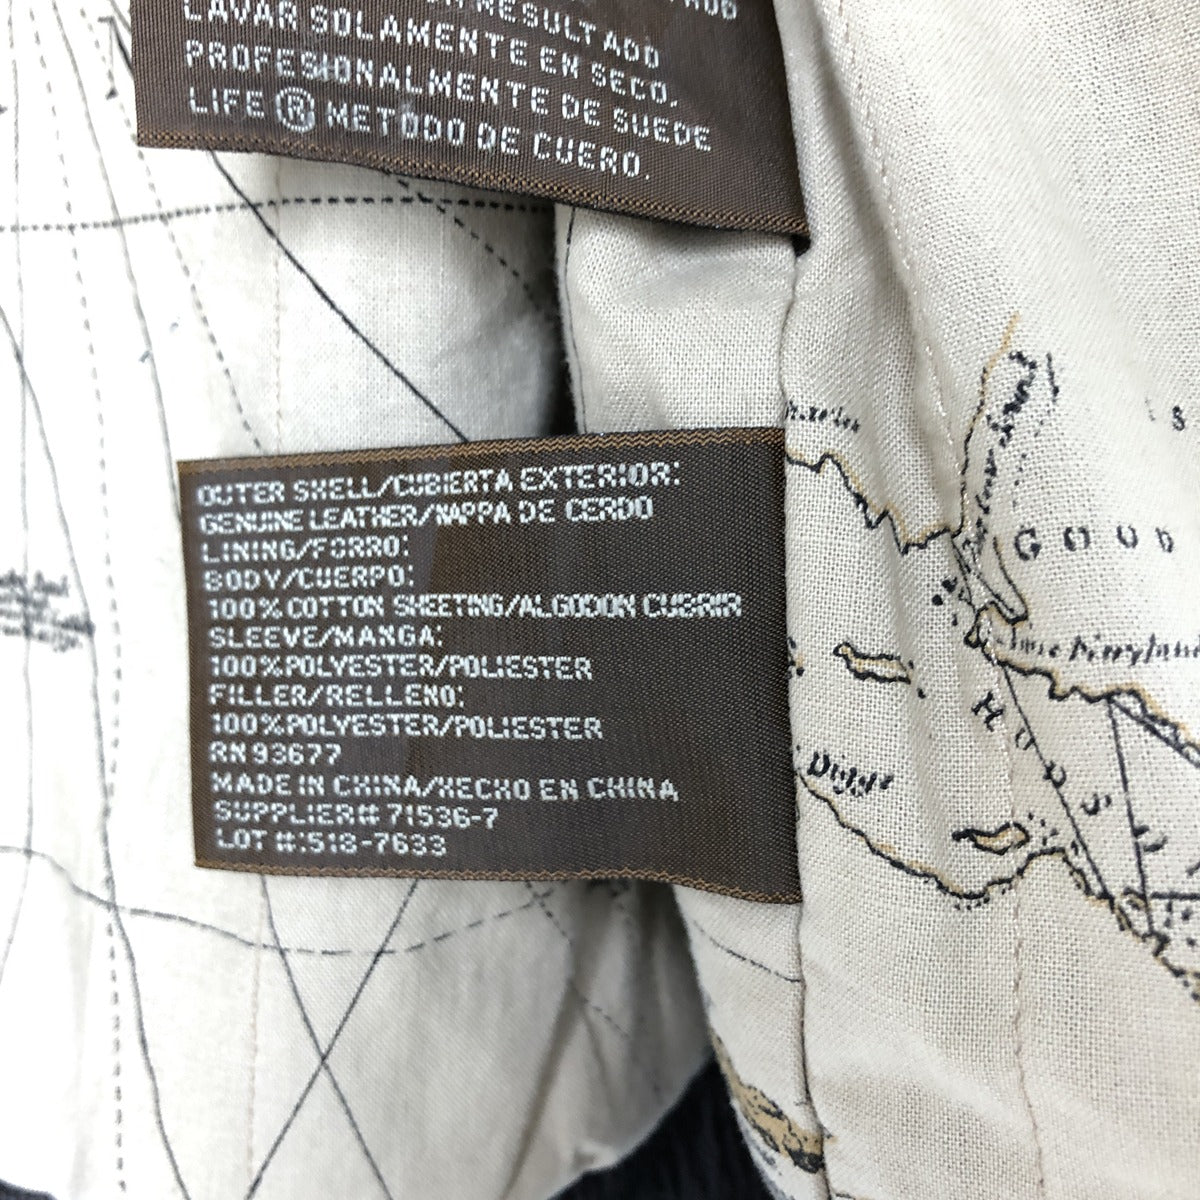 RESULTADO
LAVAR SOLAMENTE EN SECO.
PROFESIONALMENTE DE SUEDE
LIFE ® METODO DE CUERO.
OUTER SHELL/CUBIERTA EXTERIOR:
GENUINE LEATHER/NAPPA DE CERDO
LINING/FORRO:
BODY/CUERPO:
100% COTTON SHEETING/ALGODON CUBRIR
SLEEVE/MANGA:
100%POLYESTER/POLIESTER
FILLER/RELLENO:
100%POLYESTER/POLIESTER
RN 93677
MADE IN CHINA/HECHO EN CHINA
SUPPLIER# 71536-7
LOT #:518-7633
S
GOOD
HUDS
Digge